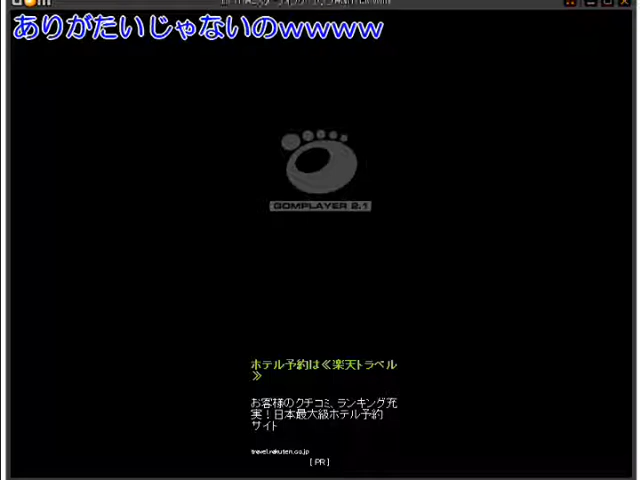 ありがたいじゃないのｗｗｗｗ
GOMPLAYER 2.1
ホテル予約は≪楽天トラベル
≫
お客様のクチコミ、ランキング充
実！日本最大級ホテル予約
サイト
travel.rakuten.co.jp
[PR]